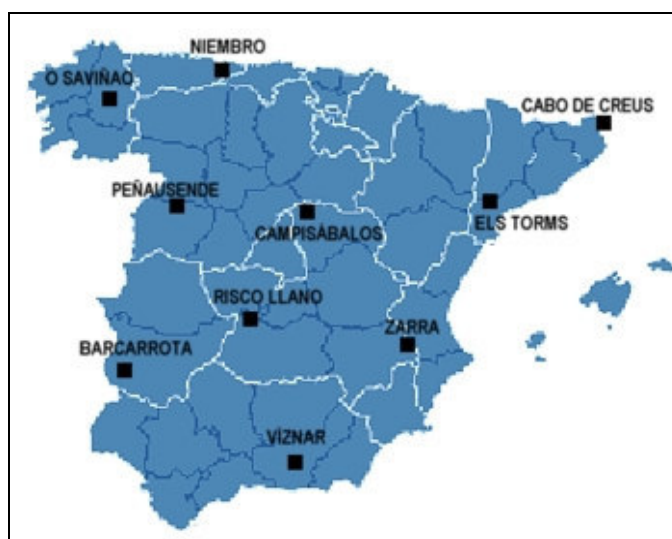 NIEMBRO
O SAVIÑAO
CABO DE CREUS
PEÑAUSENDE
CAMPISÁBALOS
ELS TORMS
RISCO LLANO
ZARRA
BARCARROTA
VÍZNAR